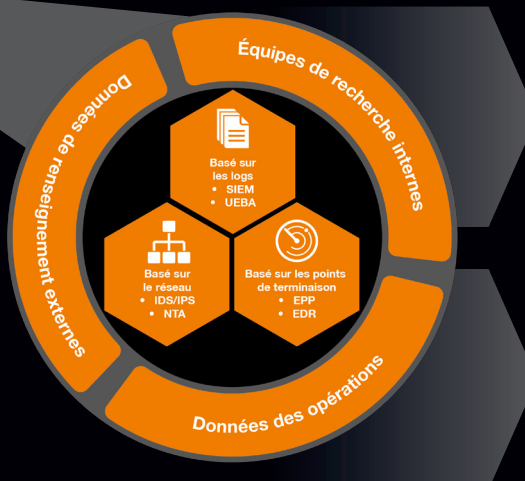 Équipes de recherche internes
Données de renseignement externes
Basé sur
les logs
• SIEM
• UEBA
Basé sur
le réseau
• IDS/IPS
• NTA
Basé sur les points
de terminaison
• EPP
• EDR
Données des opérations